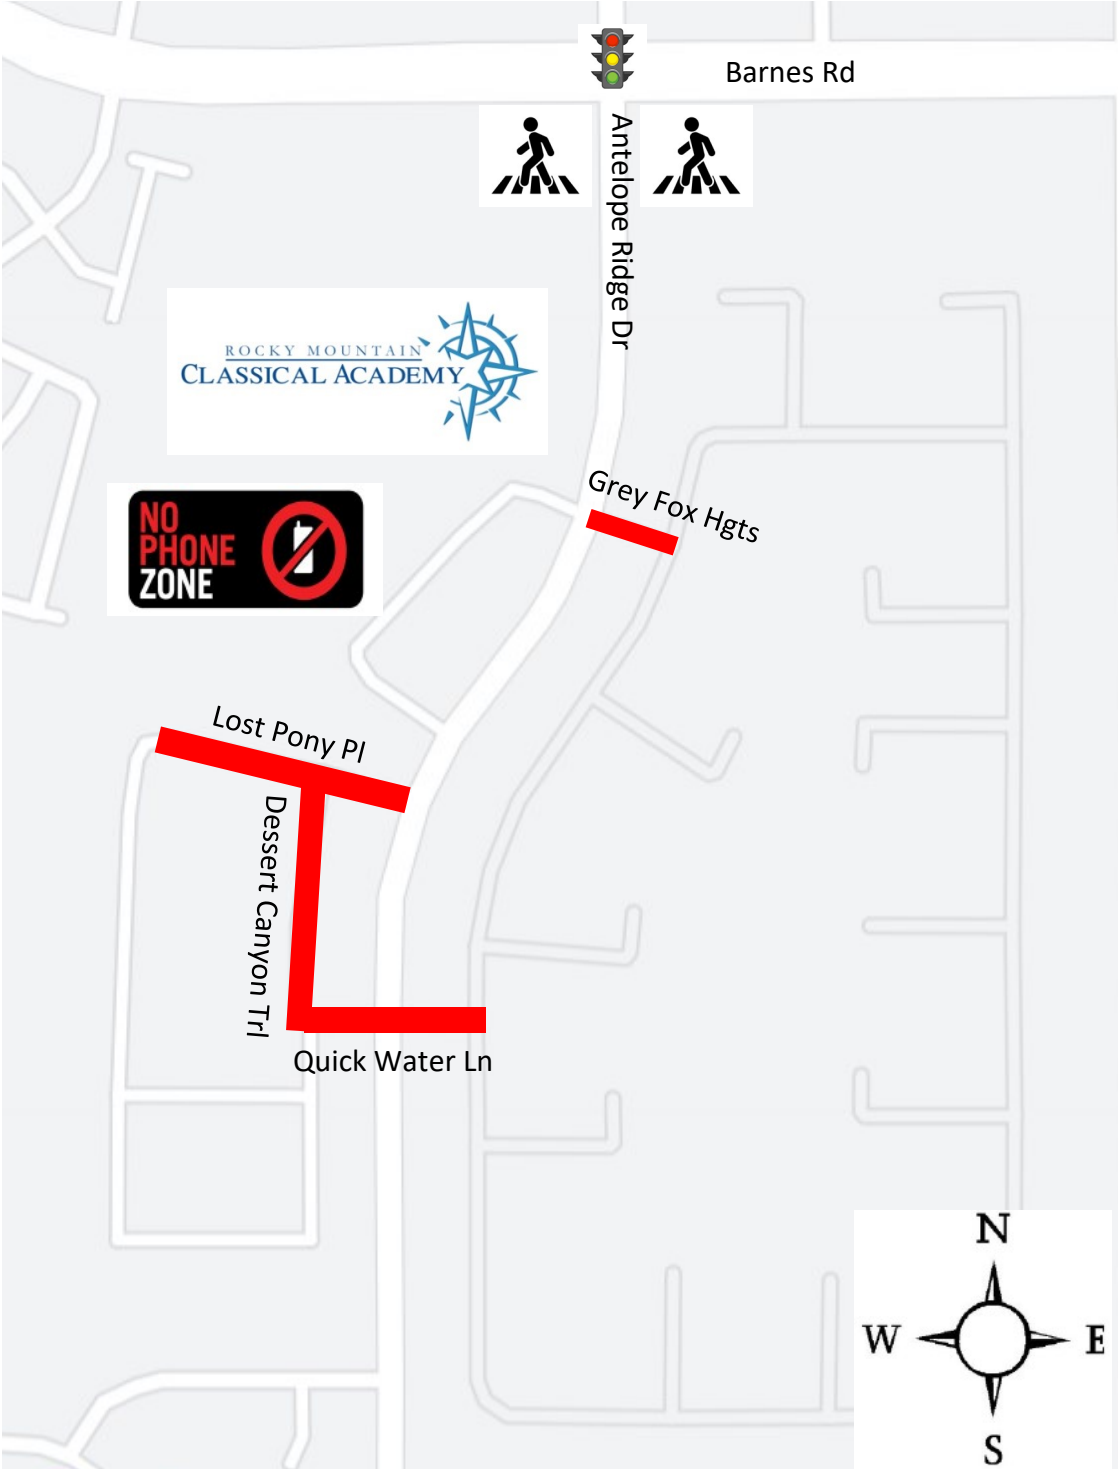 Barnes Rd
Antelope Ridge Dr
ROCKY MOUNTAIN
CLASSICAL ACADEMY
Grey Fox Hgts
NO
PHONE
ZONE
Lost Pony Pl
Dessert Canyon Trl
Quick Water Ln
N
W E
S